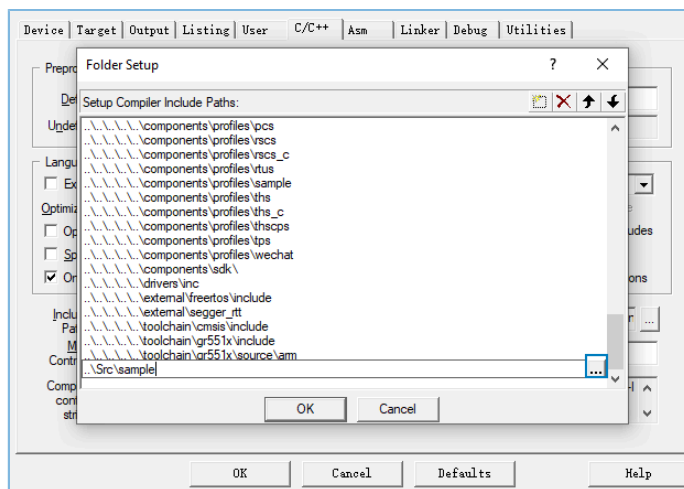 Device Target Output Listing User C/C++ Asm Linker Debug Utilities
Folder Setup ? ×
Setup Compiler Include Paths:
..\..\..\..\..\components\profiles\pcs
..\..\..\..\..\components\profiles\rscs
..\..\..\..\..\components\profiles\rscs_c
..\..\..\..\..\components\profiles\rtus
..\..\..\..\..\components\profiles\sample
..\..\..\..\..\components\profiles\ths
..\..\..\..\..\components\profiles\ths_c
..\..\..\..\..\components\profiles\thscps
..\..\..\..\..\components\profiles\tps
..\..\..\..\..\components\profiles\wechat
..\..\..\..\..\components\sdk\
..\..\..\..\..\drivers\inc
..\..\..\..\..\external\freertos\include
..\..\..\..\..\external\segger_rtt
..\..\..\..\..\toolchain\cmsis\include
..\..\..\..\..\toolchain\gr551x\include
..\..\..\..\..\toolchain\gr551x\source\arm
..\Src\sample ...
OK Cancel
OK Cancel Defaults Help